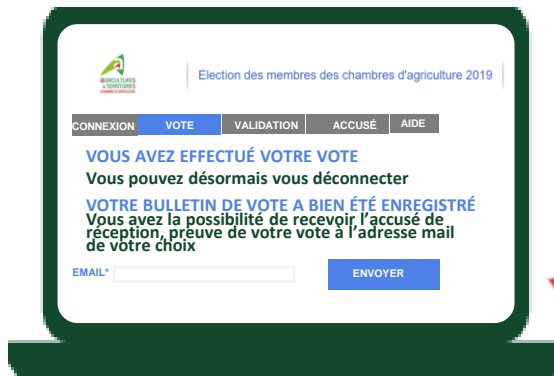 AGRICULTURES
& TERRITOIRES
CHAMBRES D'AGRICULTURE
Election des membres des chambres d'agriculture 2019
CONNEXION VOTE VALIDATION ACCUSÉ AIDE
VOUS AVEZ EFFECTUÉ VOTRE VOTE
Vous pouvez désormais vous déconnecter
VOTRE BULLETIN DE VOTE A BIEN ÉTÉ ENREGISTRÉ
Vous avez la possibilité de recevoir l'accusé de
réception, preuve de votre vote à l'adresse mail
de votre choix
EMAIL* ENVOYER